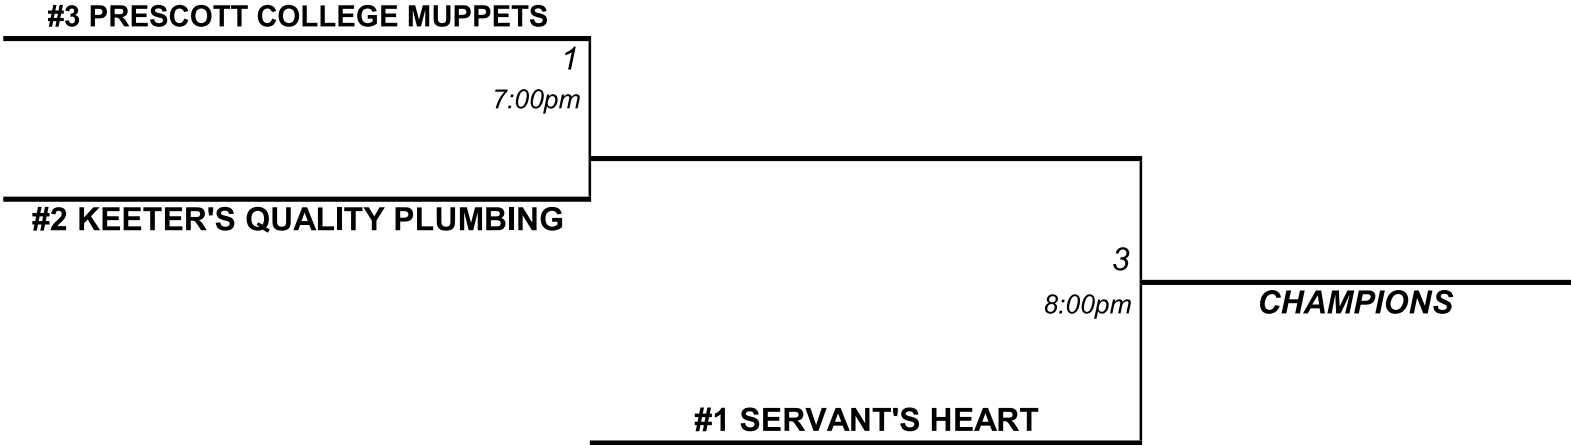 #3 PRESCOTT COLLEGE MUPPETS
1
7:00pm
#2 KEETER'S QUALITY PLUMBING
3
8:00pm
CHAMPIONS
#1 SERVANT'S HEART